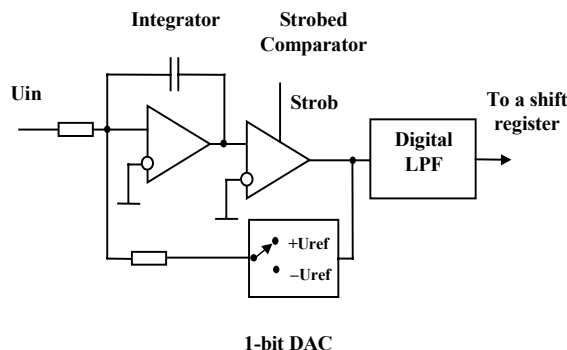 Integrator
Strobed
Comparator
Uin
Strob
To a shift
register
Digital
LPF
+Uref
−Uref
1-bit DAC